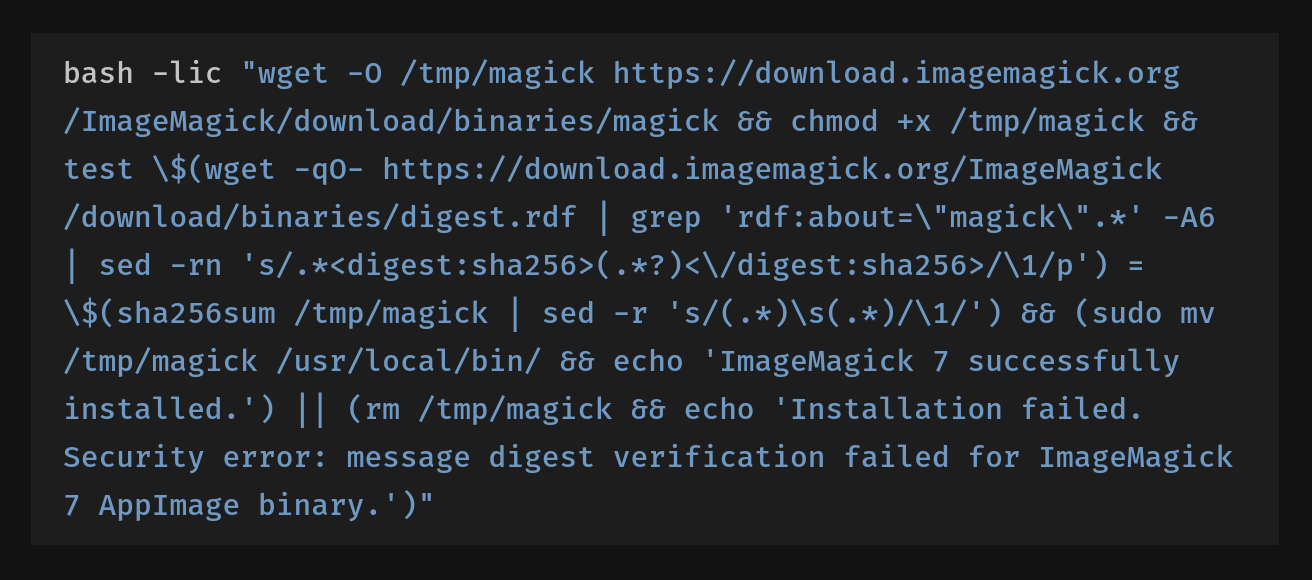 bash -lic "wget -O /tmp/magick https://download.imagemagick.org
/ImageMagick/download/binaries/magick && chmod +x /tmp/magick &&
test \$(wget -qO- https://download.imagemagick.org/ImageMagick
/download/binaries/digest.rdf | grep 'rdf:about=\"magick\".*' -A6
| sed -rn 's/.*<digest:sha256>(.*?)<\/digest:sha256>/\1/p') =
\$(sha256sum /tmp/magick | sed -r 's/(.*)\s(.*)/\1/') && (sudo mv
/tmp/magick /usr/local/bin/ && echo 'ImageMagick 7 successfully
installed.') || (rm /tmp/magick && echo 'Installation failed.
Security error: message digest verification failed for ImageMagick
7 AppImage binary.')"